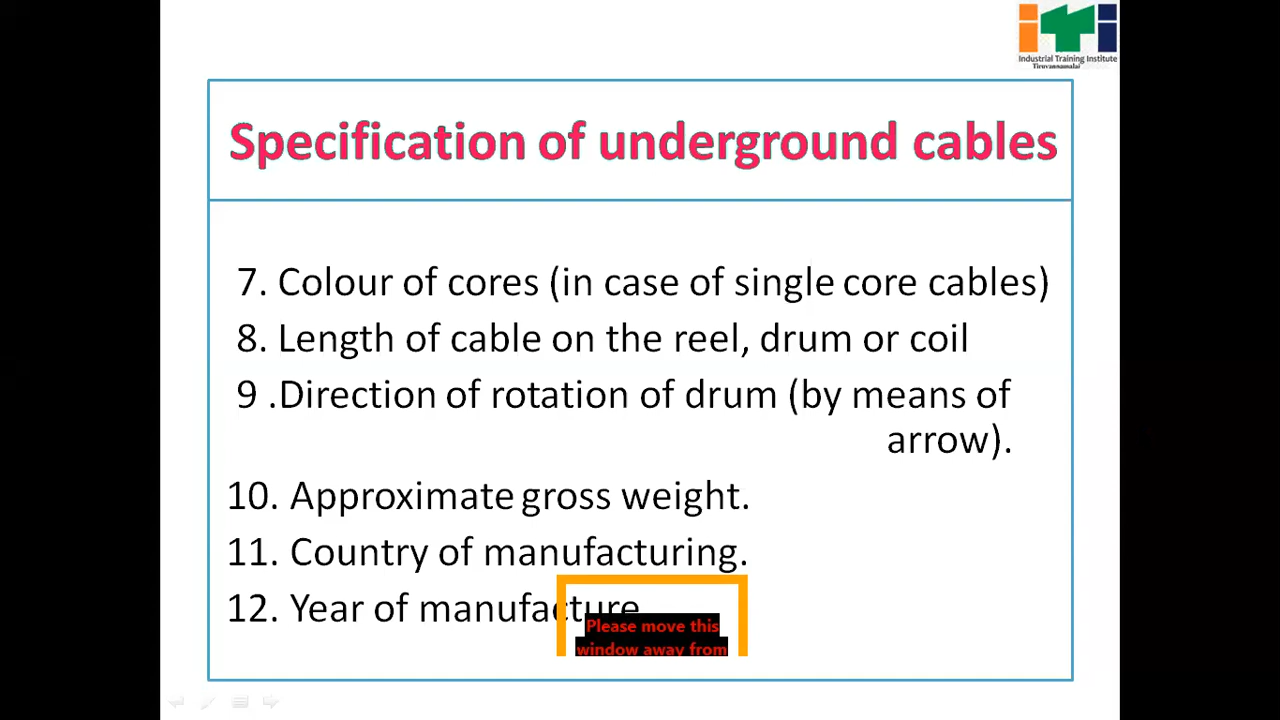 iTi
Industrial Training Institute
Tiruvannamalai
Specification of underground cables
7. Colour of cores (in case of single core cables)
8. Length of cable on the reel, drum or coil
9 .Direction of rotation of drum (by means of
arrow).
10. Approximate gross weight.
11. Country of manufacturing.
12. Year of manufacture
Please move this
window away from